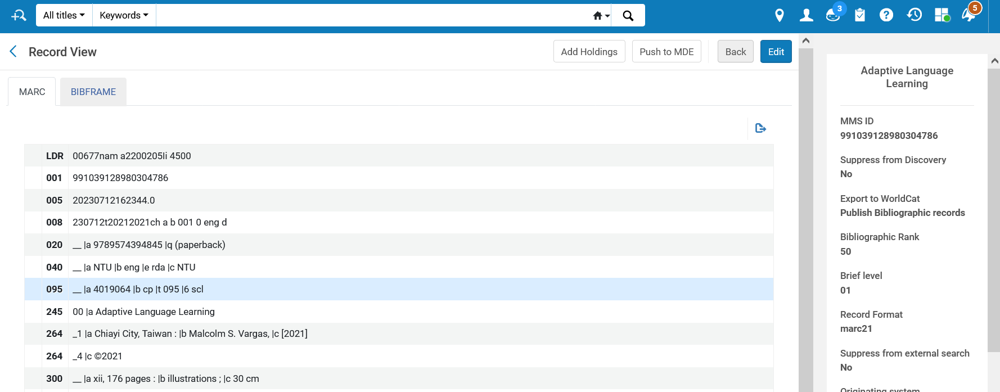 All titles Keywords
3
5
Record View
Add Holdings Push to MDE Back Edit
MARC BIBFRAME
LDR 00677nam a2200205Ii 4500
001 991039128980304786
005 20230712162344.0
008 230712t20212021ch a b 001 0 eng d
020 __ |a 9789574394845 |q (paperback)
040 __ |a NTU |b eng |e rda |c NTU
095 __ |a 4019064 |b cp |t 095 |6 scl
245 00 |a Adaptive Language Learning
264 _1 |a Chiayi City, Taiwan : |b Malcolm S. Vargas, |c [2021]
264 _4 |c ©2021
300 __ |a xii, 176 pages : |b illustrations ; |c 30 cm
Adaptive Language
Learning
MMS ID
991039128980304786
Suppress from Discovery
No
Export to WorldCat
Publish Bibliographic records
Bibliographic Rank
50
Brief level
01
Record Format
marc21
Suppress from external search
No
Originating system